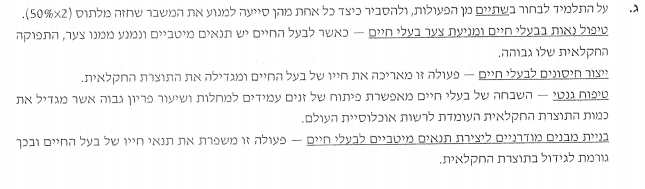 ג. על התלמיד לבחור בשתיים מן הפעולות, ולהסביר כיצד כל אחת מהן סייעה למנוע את המשבר שחזה מלתוס (50%x2).
טיפול נאות בבעלי חיים ומניעת צער בעלי חיים – כאשר לבעל החיים יש תנאים מיטביים ונמנע ממנו צער, התפוקה
החקלאית שלו גבוהה.
ייצור חיסונים לבעלי חיים – פעולה זו מאריכה את חייו של בעל החיים ומגדילה את התוצרת החקלאית.
טיפוח גנטי – השבחה של בעלי חיים מאפשרת פיתוח של זנים עמידים למחלות ושיעור פריון גבוה אשר מגדיל את
כמות התוצרת החקלאית העומדת לרשות אוכלוסיית העולם.
בניית מבנים מודרניים ליצירת תנאים מיטביים לבעלי חיים – פעולה זו משפרת את תנאי חייו של בעל החיים ובכך
גורמת לגידול בתוצרת החקלאית.